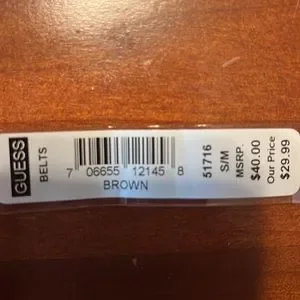 GUESS
BELTS
7 06655 12145 8
BROWN
51716
S/M
MSRP.
$40.00
Our Price
$29.99